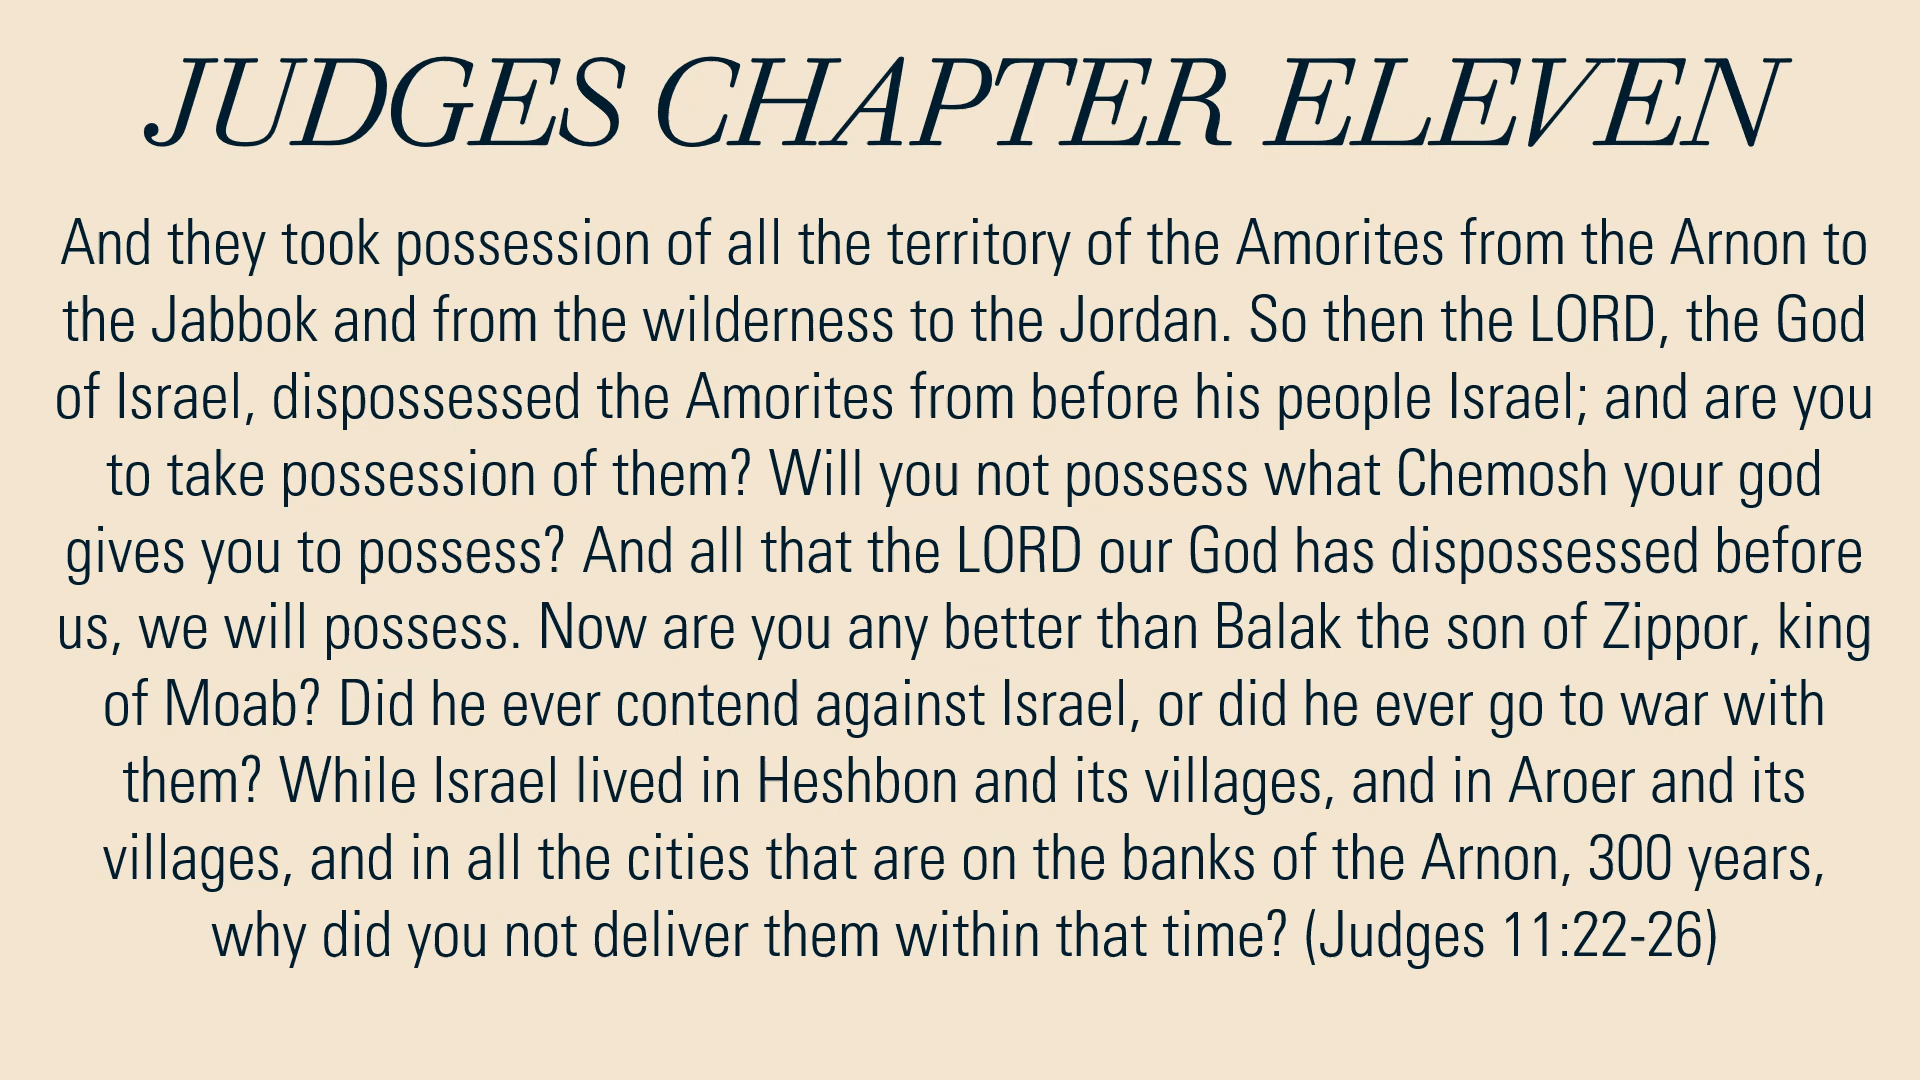 JUDGES CHAPTER ELEVEN
And they took possession of all the territory of the Amorites from the Arnon to
the Jabbok and from the wilderness to the Jordan. So then the LORD, the God
of Israel, dispossessed the Amorites from before his people Israel; and are you
to take possession of them? Will you not possess what Chemosh your god
gives you to possess? And all that the LORD our God has dispossessed before
us, we will possess. Now are you any better than Balak the son of Zippor, king
of Moab? Did he ever contend against Israel, or did he ever go to war with
them? While Israel lived in Heshbon and its villages, and in Aroer and its
villages, and in all the cities that are on the banks of the Arnon, 300 years,
why did you not deliver them within that time? (Judges 11:22-26)